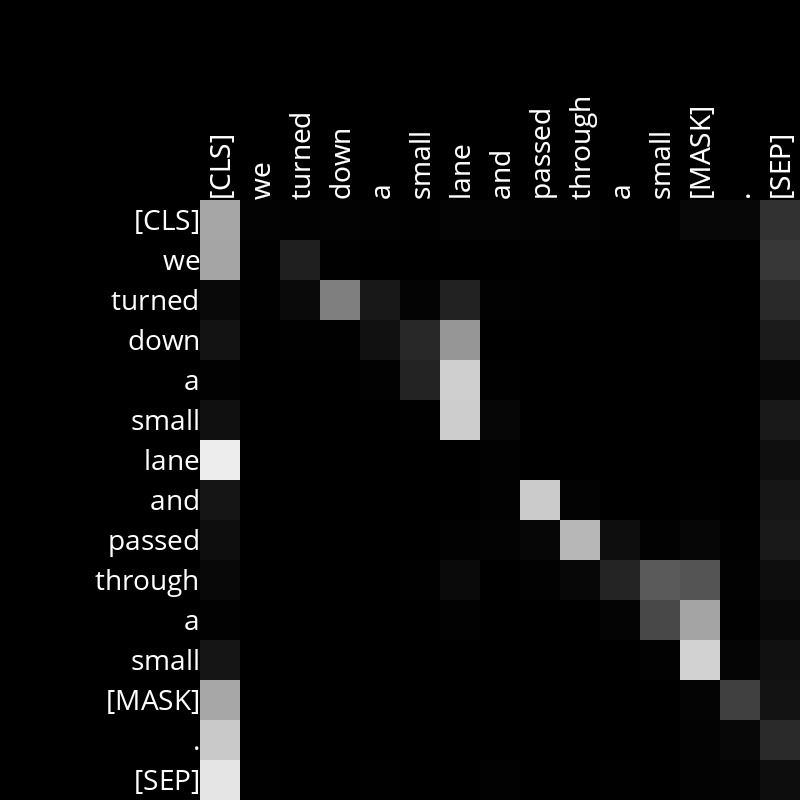 [CLS] we turned down a small lane and passed through a small [MASK] . [SEP]
[CLS]
we
turned
down
a
small
lane
and
passed
through
a
small
[MASK]
.
[SEP]